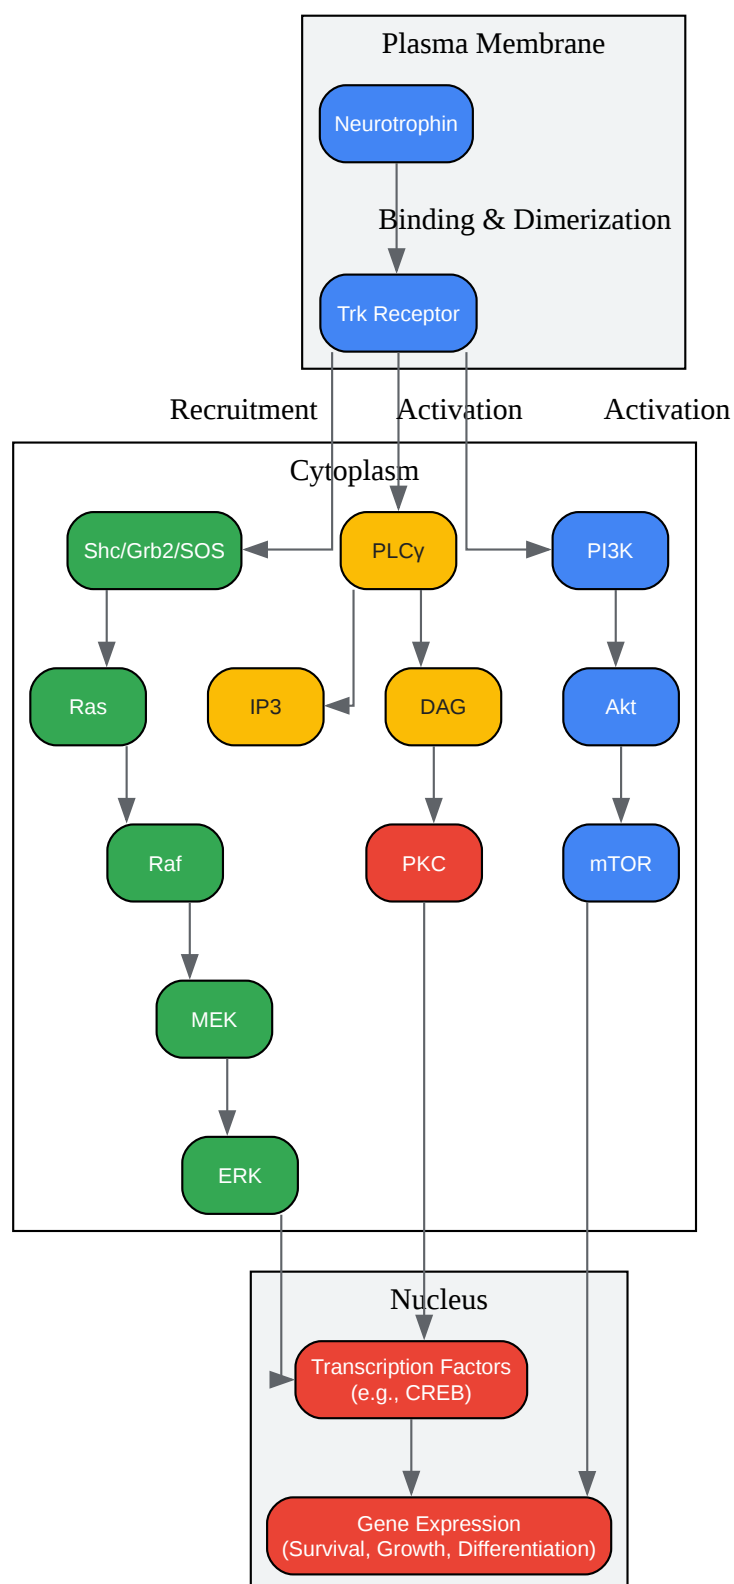 Plasma Membrane
Neurotrophin
Binding & Dimerization
Trk Receptor
Recruitment
Activation
Activation
Cytoplasm
Shc/Grb2/SOS
PLCγ
PI3K
Ras
IP3
DAG
Akt
Raf
PKC
mTOR
MEK
ERK
Nucleus
Transcription Factors
(e.g., CREB)
Gene Expression
(Survival, Growth, Differentiation)